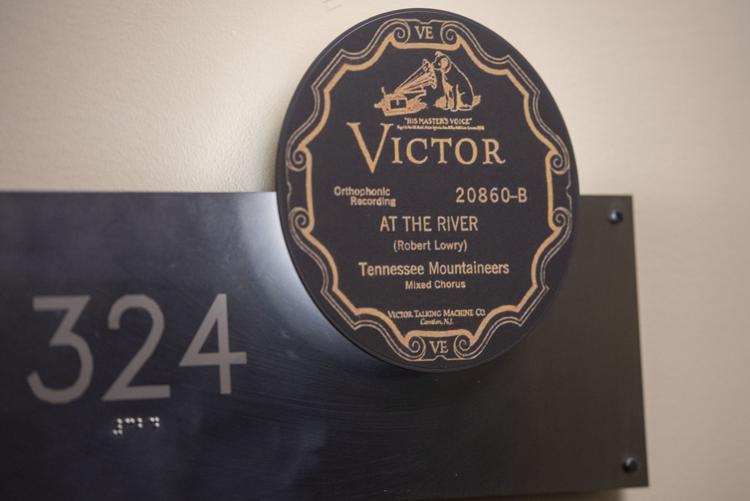 VE
"HIS MASTER'S VOICE"
VICTOR
Orthophonic
Recording
20860-B
AT THE RIVER
(Robert Lowry)
Tennessee Mountaineers
Mixed Chorus
VICTOR TALKING MACHINE CO
Camden, N.J.
VE
324